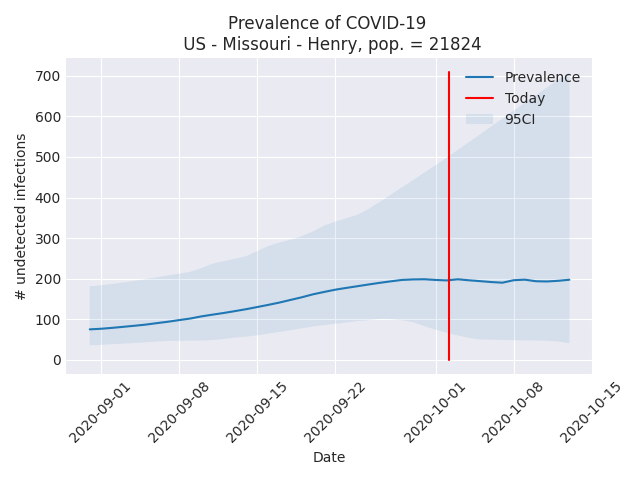 Prevalence of COVID-19
US - Missouri - Henry, pop. = 21824
Prevalence
Today
95CI
700
600
500
400
300
200
100
0
# undetected infections
2020-09-01
2020-09-08
2020-09-15
2020-09-22
2020-10-01
2020-10-08
2020-10-15
Date